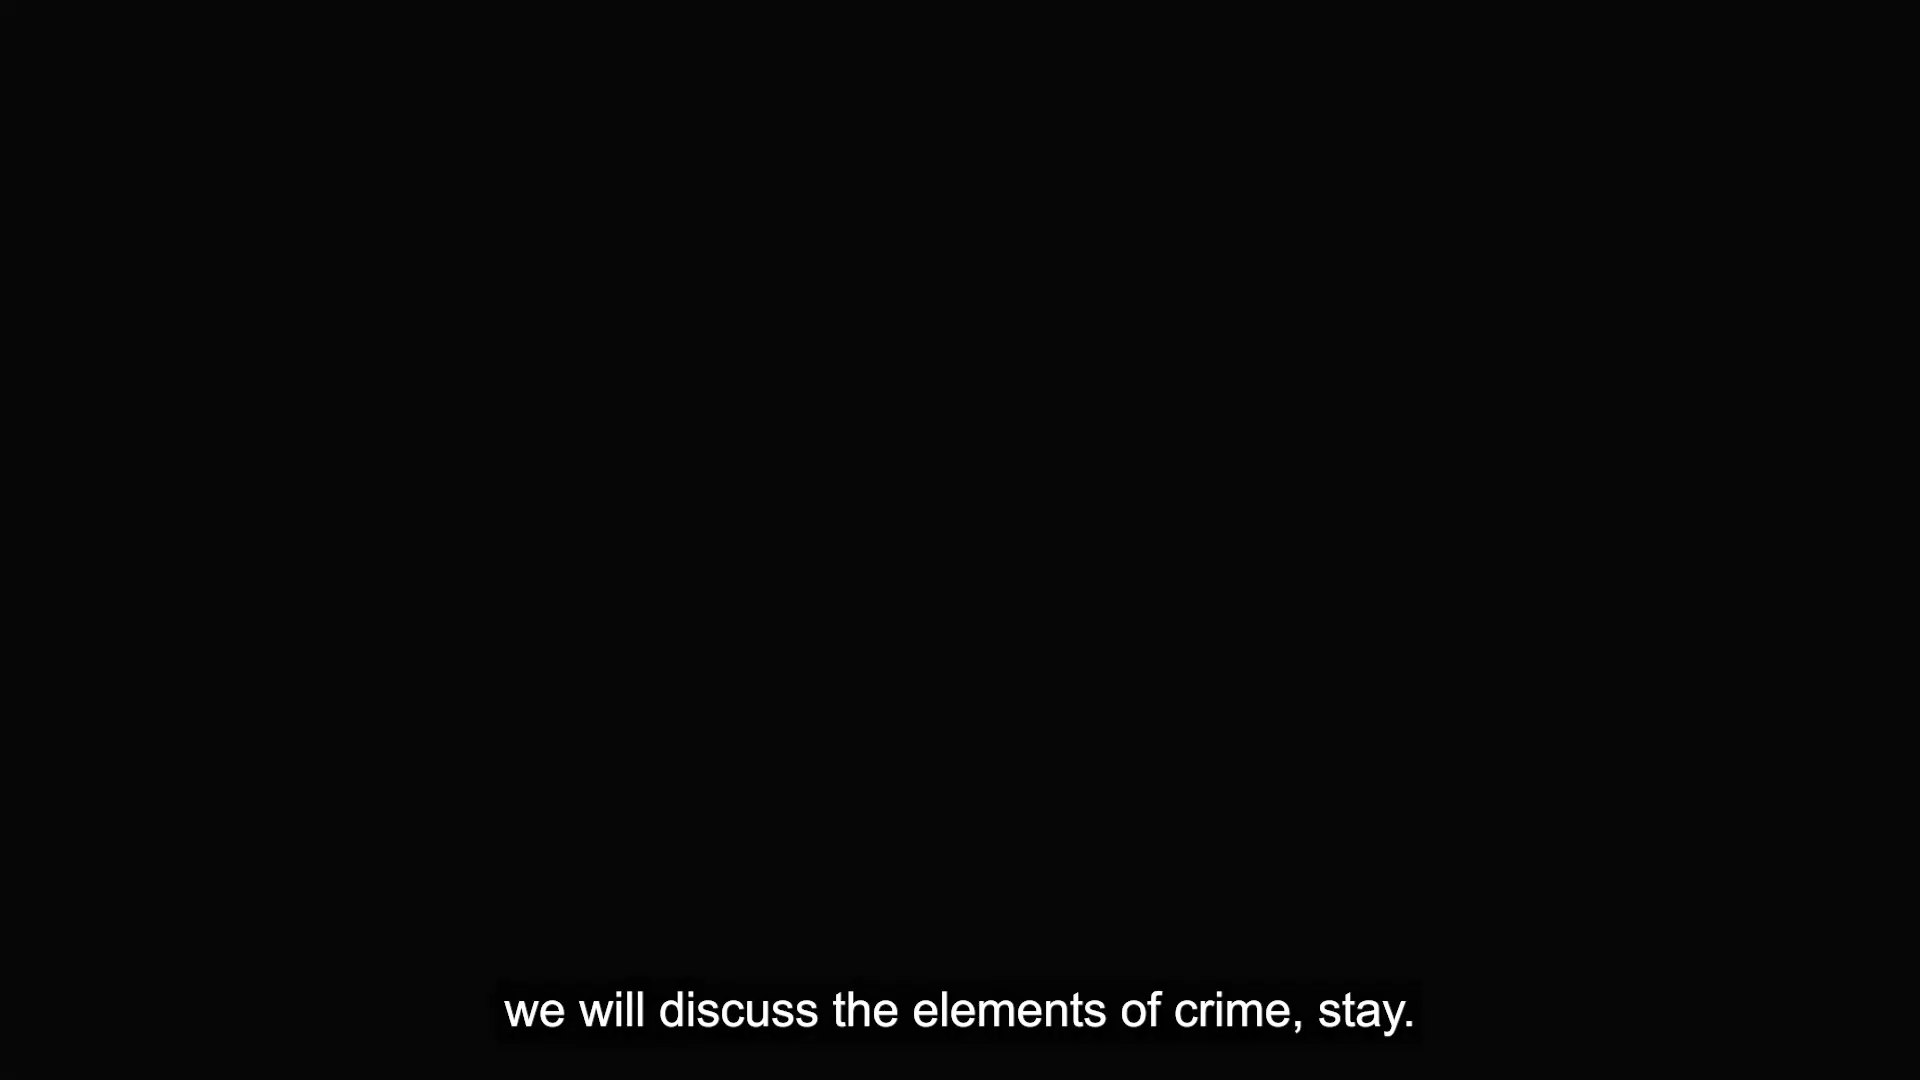 we will discuss the elements of crime, stay.